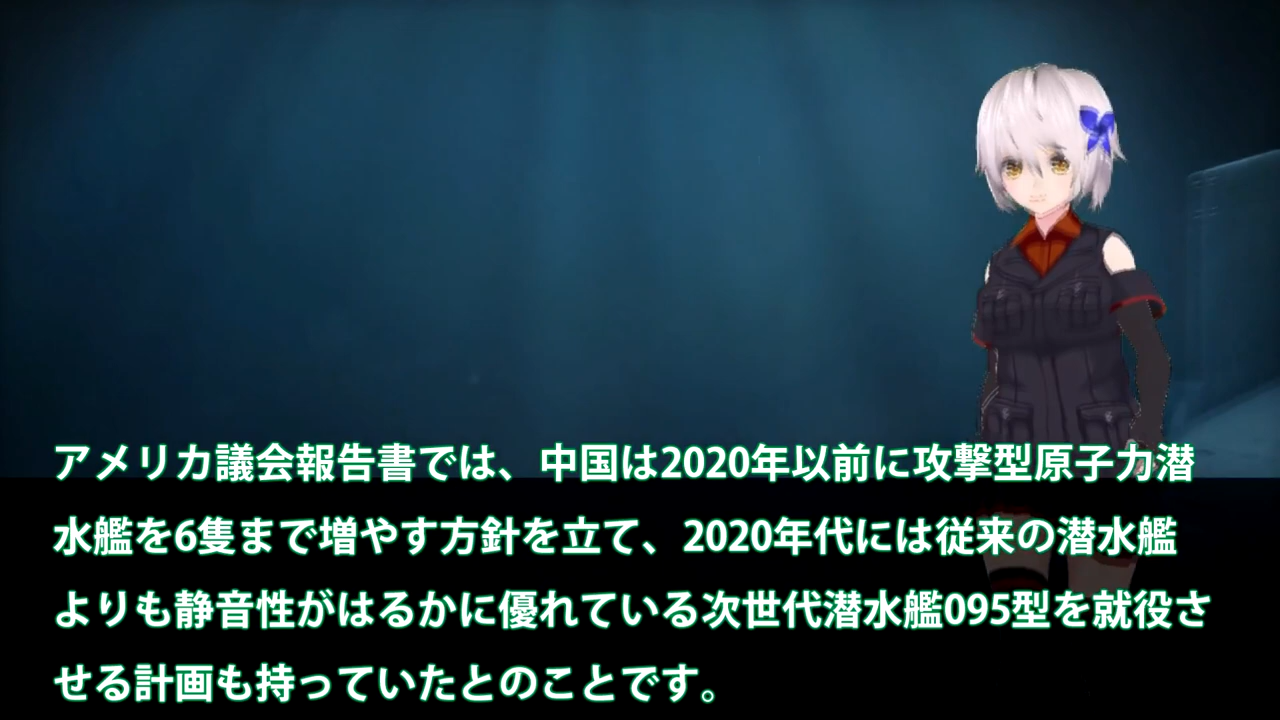 アメリカ議会報告書では、中国は2020年以前に攻撃型原子力潜
水艦を6隻まで増やす方針を立て、2020年代には従来の潜水艦
よりも静音性がはるかに優れている次世代潜水艦095型を就役さ
せる計画も持っていたとのことです。